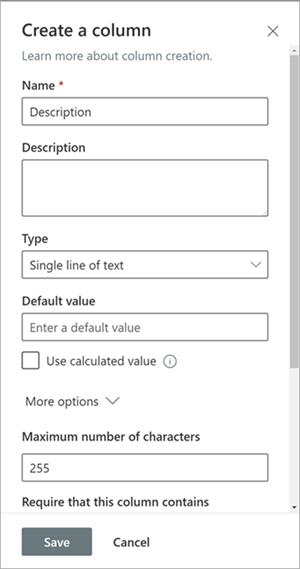 Create a column
Learn more about column creation.
Name *
Description
Description
Type
Single line of text
Default value
Enter a default value
Use calculated value
More options
Maximum number of characters
255
Require that this column contains
Save Cancel